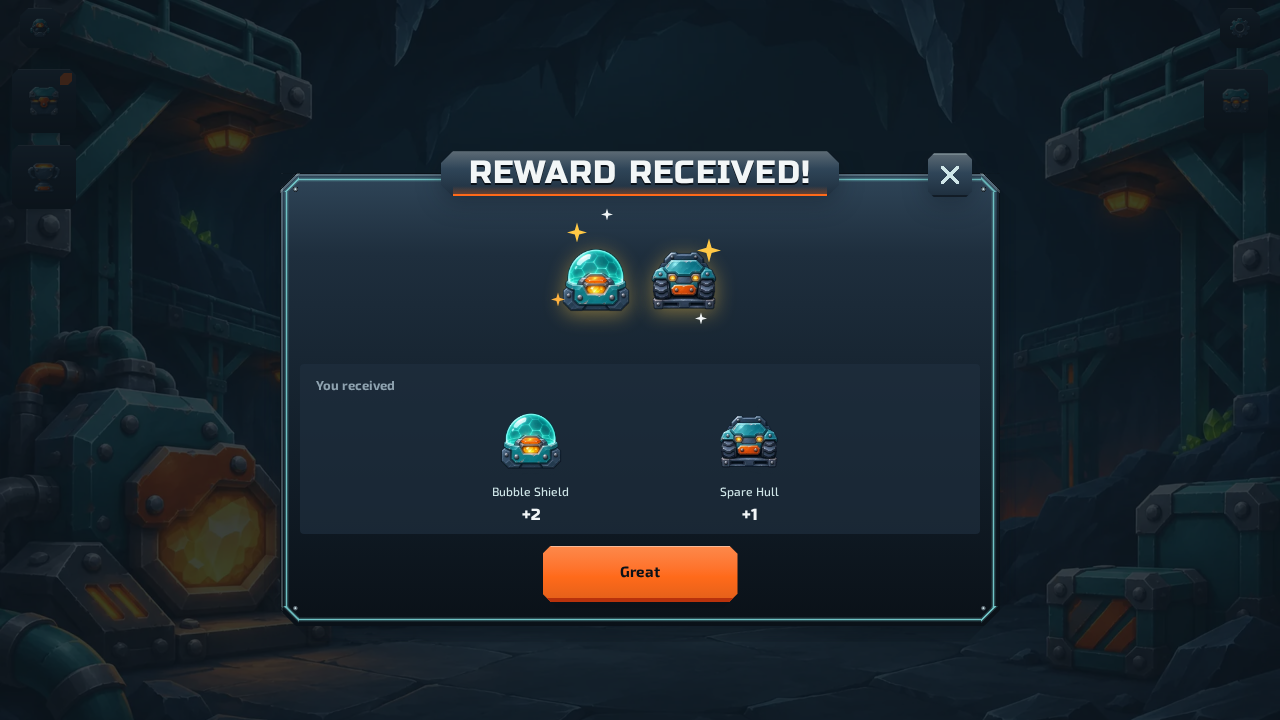 REWARD RECEIVED!
You received
Bubble Shield
Spare Hull
+2
+1
Great